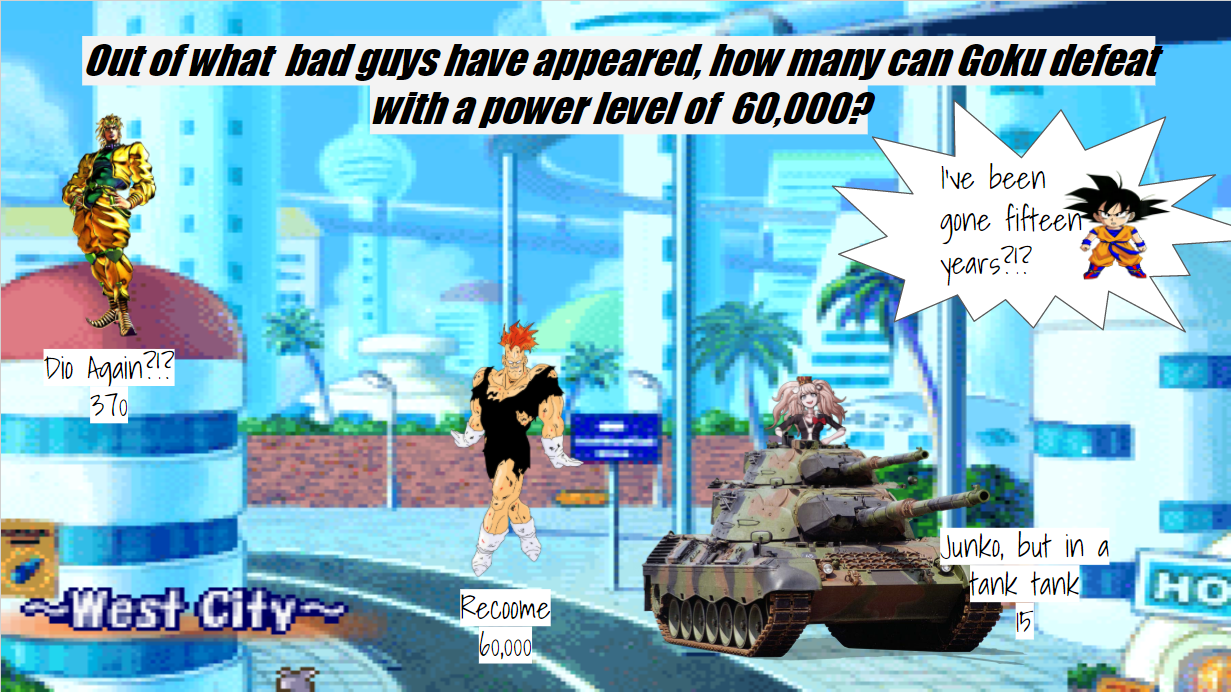 Out of what  bad guys have appeared, how many can Goku defeat
with a power level of  60,000?
I've been
gone fifteen
years?!?
Dio Again?!?
370
Recoome
60,000
Junko, but in a
tank tank
15
~West City~
HO